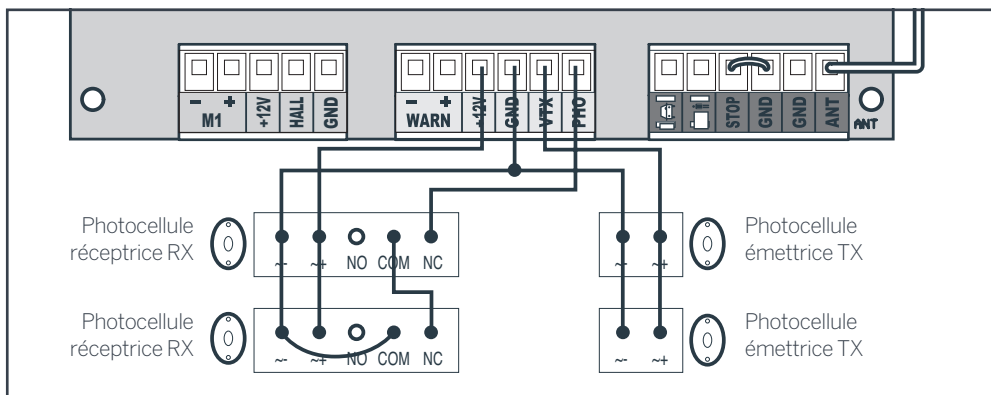 - + +12V HALL GND
M1
- + +12V GND VTX PHO
WARN
STOP GND GND ANT
ANT
Photocellule
réceptrice RX
~- ~+ NO COM NC
Photocellule
émettrice TX
~- ~+
Photocellule
réceptrice RX
~- ~+ NO COM NC
Photocellule
émettrice TX
~- ~+